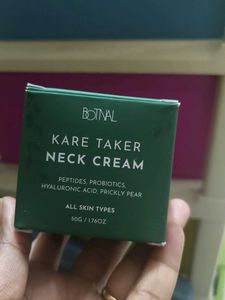 BOTNAL
KARE TAKER
NECK CREAM
PEPTIDES, PROBIOTICS,
HYALURONIC ACID, PRICKLY PEAR
ALL SKIN TYPES
50G / 1.76OZ